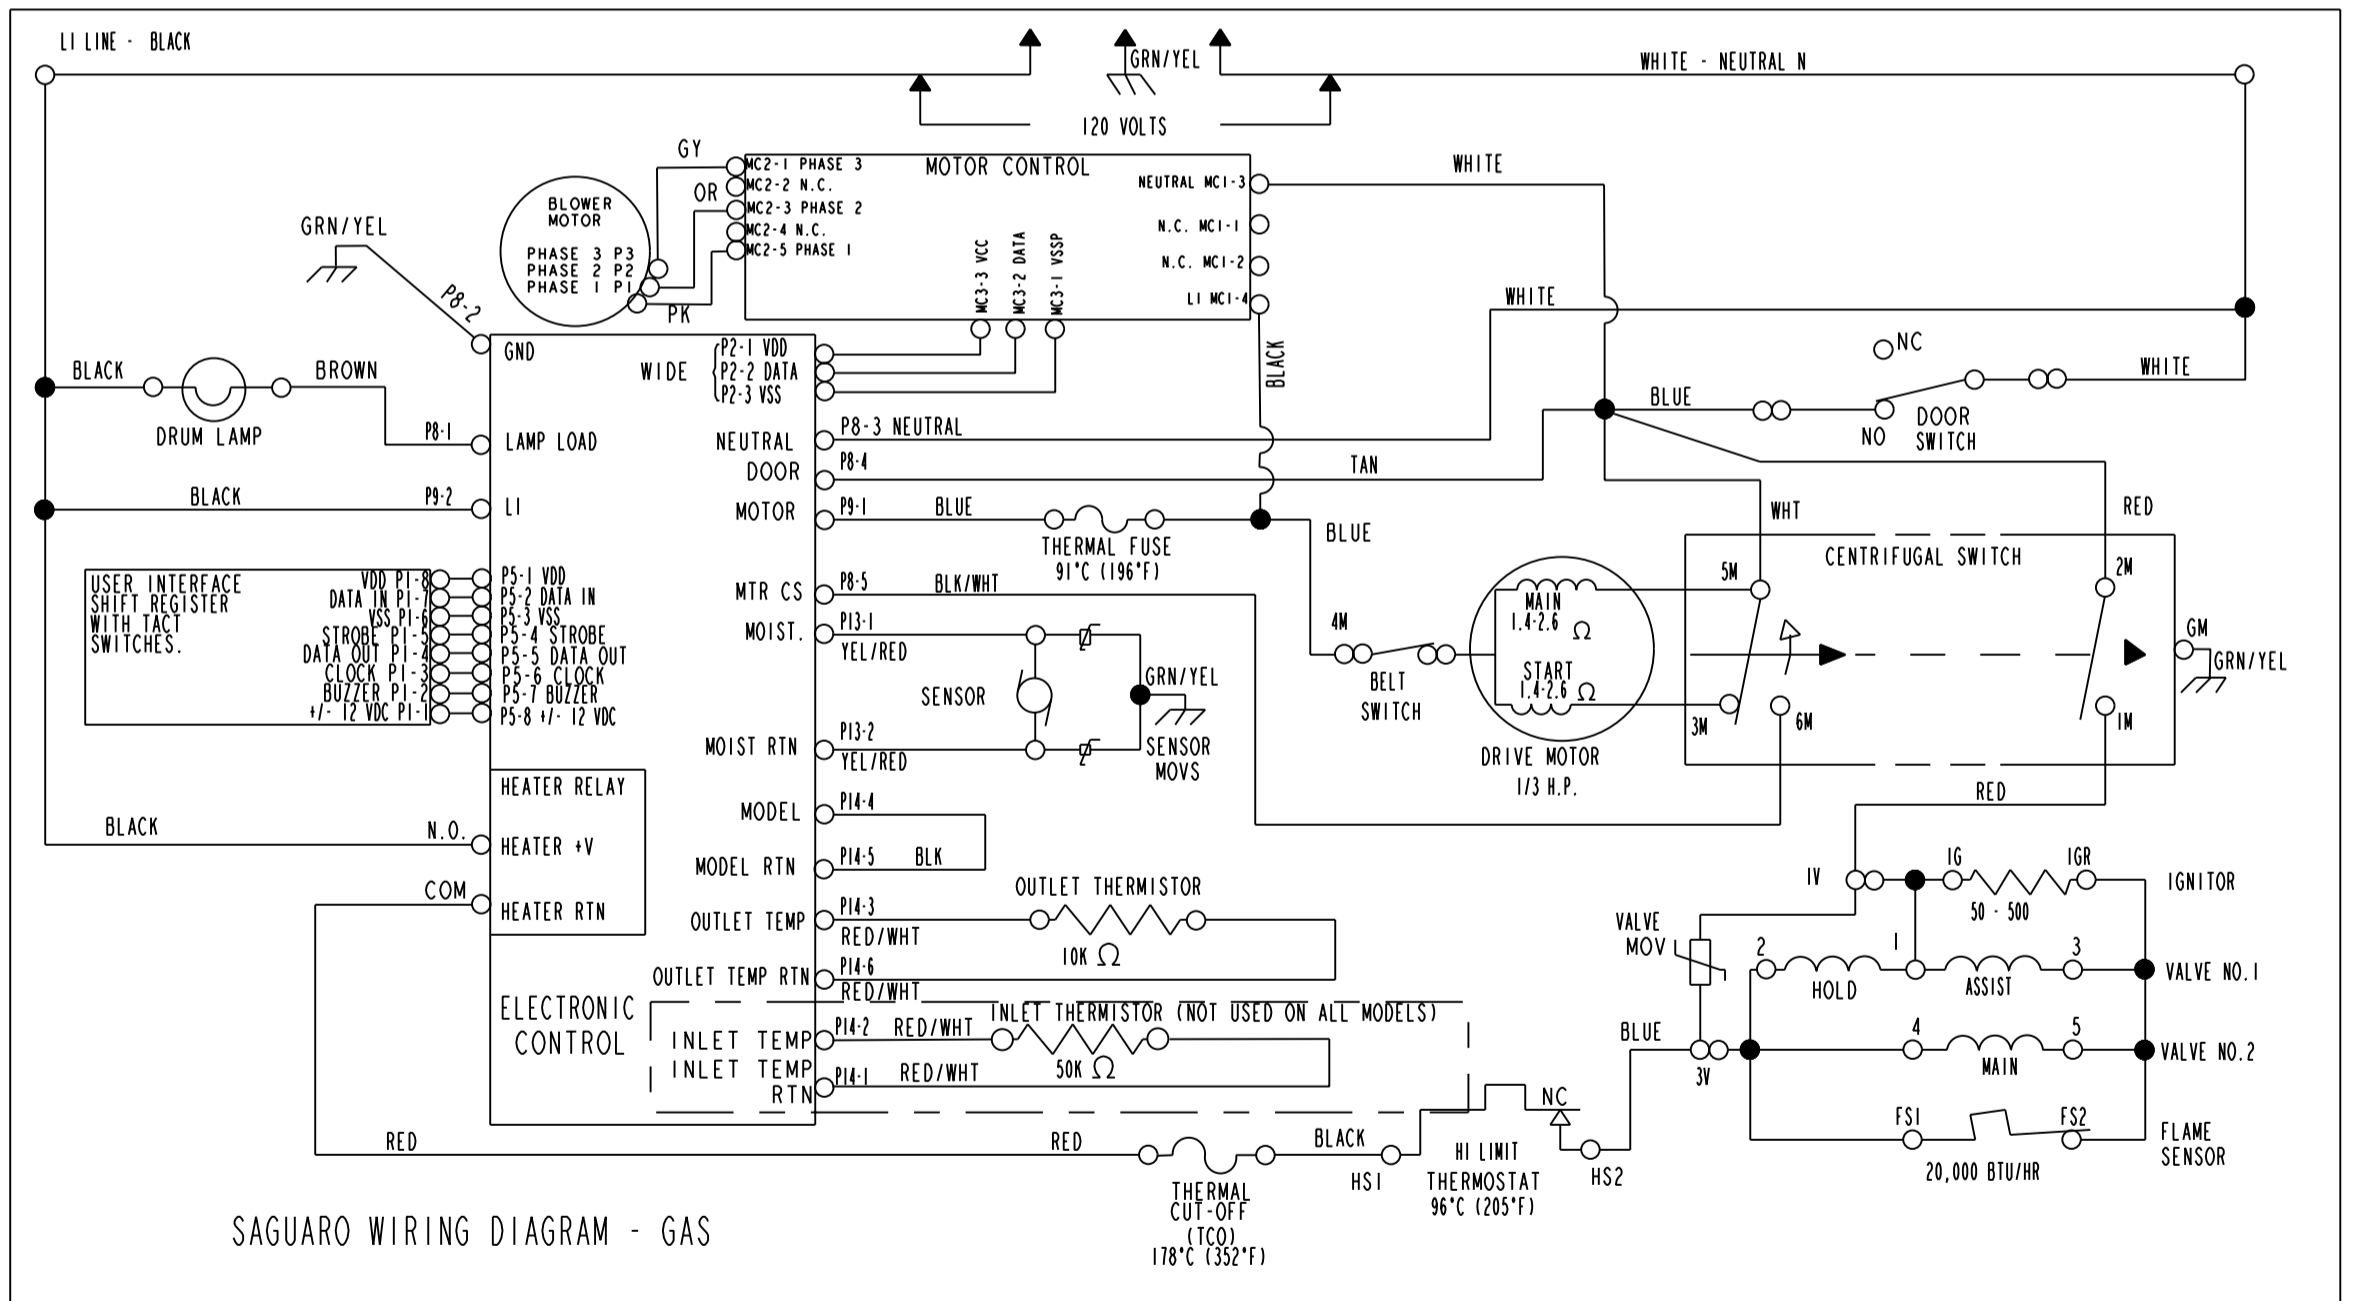 L1 LINE - BLACK
GRN/YEL
WHITE - NEUTRAL N
120 VOLTS
GY
OR
PK
BLOWER
MOTOR
PHASE 3 P3
PHASE 2 P2
PHASE 1 P1
MOTOR CONTROL
MC2-1 PHASE 3
MC2-2 N.C.
MC2-3 PHASE 2
MC2-4 N.C.
MC2-5 PHASE 1
MC3-3 VCC
MC3-2 DATA
MC3-1 VSSP
NEUTRAL MC1-3
N.C. MC1-1
N.C. MC1-2
L1 MC1-4
WHITE
WHITE
BLACK
GRN/YEL
P8-2
GND
WIDE
P2-1 VDD
P2-2 DATA
P2-3 VSS
NC
WHITE
BLUE
NO
DOOR
SWITCH
BLACK
BROWN
DRUM LAMP
P8-1
LAMP LOAD
NEUTRAL
P8-3 NEUTRAL
DOOR
P8-4
TAN
BLACK
P9-2
L1
MOTOR
P9-1
BLUE
THERMAL FUSE
91°C (196°F)
BLUE
WHT
RED
CENTRIFUGAL SWITCH
5M
2M
3M
6M
1M
GM
GRN/YEL
USER INTERFACE
SHIFT REGISTER
WITH TACT
SWITCHES.
VDD P1-8
DATA IN P1-7
VSS P1-6
STROBE P1-5
DATA OUT P1-4
CLOCK P1-3
BUZZER P1-2
+/- 12 VDC P1-1
P5-1 VDD
P5-2 DATA IN
P5-3 VSS
P5-4 STROBE
P5-5 DATA OUT
P5-6 CLOCK
P5-7 BUZZER
P5-8 +/- 12 VDC
MTR CS
P8-5
BLK/WHT
MOIST.
P13-1
YEL/RED
SENSOR
GRN/YEL
SENSOR
MOVS
MOIST RTN
P13-2
YEL/RED
4M
BELT
SWITCH
MAIN
1.4-2.6 Ω
START
1.4-2.6 Ω
DRIVE MOTOR
1/3 H.P.
RED
HEATER RELAY
BLACK
N.O.
HEATER +V
COM
HEATER RTN
MODEL
P14-4
MODEL RTN
P14-5
BLK
OUTLET THERMISTOR
OUTLET TEMP
P14-3
RED/WHT
10K Ω
OUTLET TEMP RTN
P14-6
RED/WHT
ELECTRONIC
CONTROL
INLET THERMISTOR (NOT USED ON ALL MODELS)
INLET TEMP
P14-2
RED/WHT
50K Ω
INLET TEMP
RTN
P14-1
RED/WHT
1V
IG
IGR
IGNITOR
50 - 500
VALVE
MOV
2
1
3
HOLD
ASSIST
VALVE NO.1
BLUE
3V
4
5
MAIN
VALVE NO.2
FS1
FS2
FLAME
SENSOR
20,000 BTU/HR
RED
RED
THERMAL
CUT-OFF
(TCO)
178°C (352°F)
BLACK
HS1
NC
HI LIMIT
THERMOSTAT
96°C (205°F)
HS2
SAGUARO WIRING DIAGRAM - GAS